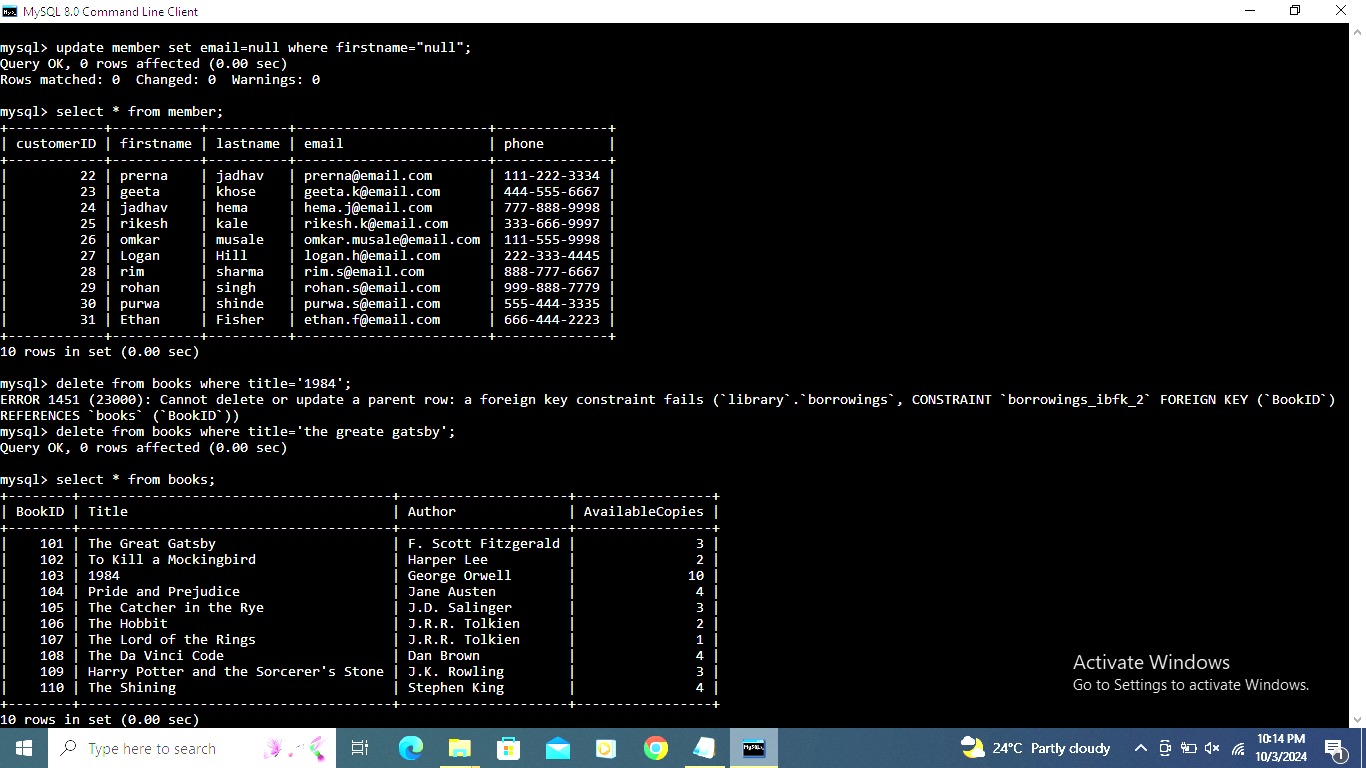 MySQL 8.0 Command Line Client
mysql> update member set email=null where firstname="null";
Query OK, 0 rows affected (0.00 sec)
Rows matched: 0  Changed: 0  Warnings: 0
mysql> select * from member;
+------------+-----------+----------+------------------------+--------------+
| customerID | firstname | lastname | email                  | phone        |
+------------+-----------+----------+------------------------+--------------+
|         22 | prerna    | jadhav   | prerna@email.com       | 111-222-3334 |
|         23 | geeta     | khose    | geeta.k@email.com      | 444-555-6667 |
|         24 | jadhav    | hema     | hema.j@email.com       | 777-888-9998 |
|         25 | rikesh    | kale     | rikesh.k@email.com     | 333-666-9997 |
|         26 | omkar     | musale   | omkar.musale@email.com | 111-555-9998 |
|         27 | Logan     | Hill     | logan.h@email.com      | 222-333-4445 |
|         28 | rim       | sharma   | rim.s@email.com        | 888-777-6667 |
|         29 | rohan     | singh    | rohan.s@email.com      | 999-888-7779 |
|         30 | purwa     | shinde   | purwa.s@email.com      | 555-444-3335 |
|         31 | Ethan     | Fisher   | ethan.f@email.com      | 666-444-2223 |
+------------+-----------+----------+------------------------+--------------+
10 rows in set (0.00 sec)
mysql> delete from books where title='1984';
ERROR 1451 (23000): Cannot delete or update a parent row: a foreign key constraint fails (`library`.`borrowings`, CONSTRAINT `borrowings_ibfk_2` FOREIGN KEY (`BookID`)
REFERENCES `books` (`BookID`))
mysql> delete from books where title='the greate gatsby';
Query OK, 0 rows affected (0.00 sec)
mysql> select * from books;
+--------+---------------------------------------+---------------------+-----------------+
| BookID | Title                                 | Author              | AvailableCopies |
+--------+---------------------------------------+---------------------+-----------------+
|    101 | The Great Gatsby                      | F. Scott Fitzgerald |               3 |
|    102 | To Kill a Mockingbird                 | Harper Lee          |               2 |
|    103 | 1984                                  | George Orwell       |              10 |
|    104 | Pride and Prejudice                   | Jane Austen         |               4 |
|    105 | The Catcher in the Rye                | J.D. Salinger       |               3 |
|    106 | The Hobbit                            | J.R.R. Tolkien      |               2 |
|    107 | The Lord of the Rings                 | J.R.R. Tolkien      |               1 |
|    108 | The Da Vinci Code                     | Dan Brown           |               4 |
|    109 | Harry Potter and the Sorcerer's Stone | J.K. Rowling        |               3 |
|    110 | The Shining                           | Stephen King        |               4 |
+--------+---------------------------------------+---------------------+-----------------+
10 rows in set (0.00 sec)
Activate Windows
Go to Settings to activate Windows.
Type here to search
24°C Partly cloudy
10:14 PM
10/3/2024
1